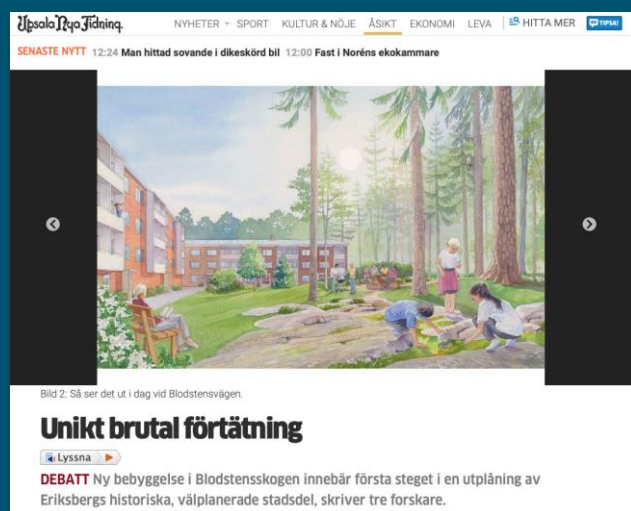 Upsala Nya Tidning.
NYHETER SPORT KULTUR & NÖJE ÅSIKT EKONOMI LEVA HITTA MER TIPSA!
SENASTE NYTT 12:24 Man hittad sovande i dikeskörd bil 12:00 Fast i Noréns ekokammare
Bild 2: Så ser det ut i dag vid Blodstensvägen.
Unikt brutal förtätning
Lyssna
DEBATT Ny bebyggelse i Blodstensskogen innebär första steget i en utplåning av
Eriksbergs historiska, välplanerade stadsdel, skriver tre forskare.